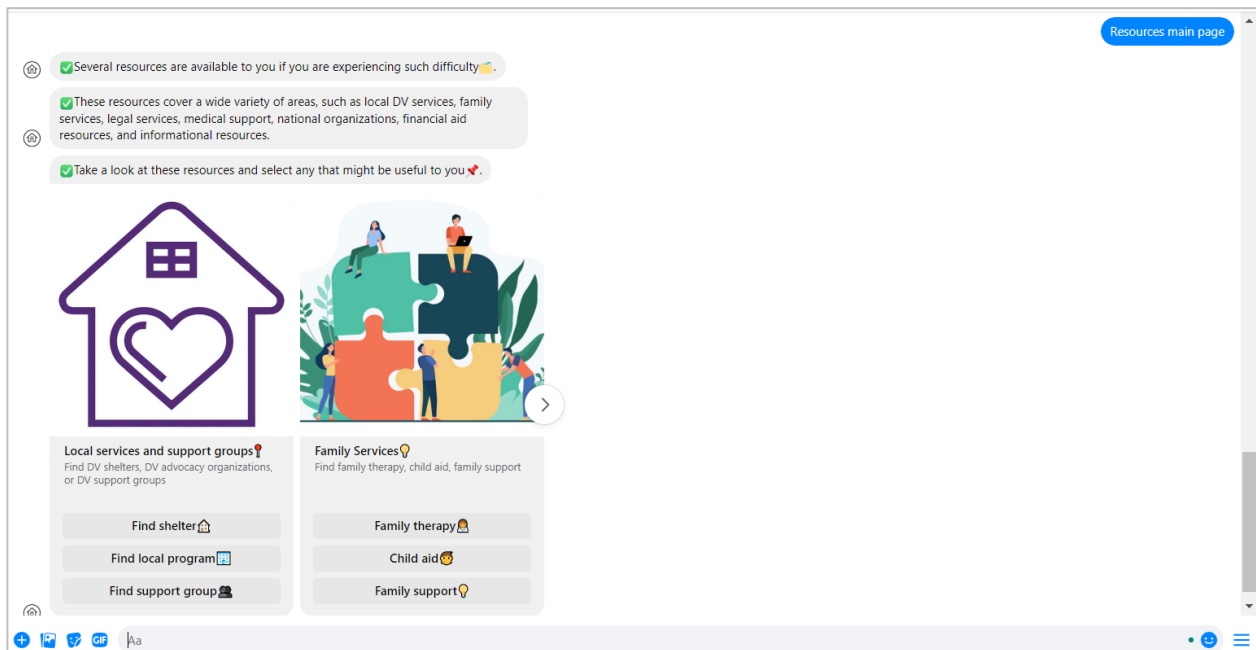 Resources main page
✅Several resources are available to you if you are experiencing such difficulty🗂️.
✅These resources cover a wide variety of areas, such as local DV services, family
services, legal services, medical support, national organizations, financial aid
resources, and informational resources.
✅Take a look at these resources and select any that might be useful to you📌.
Local services and support groups📍
Find DV shelters, DV advocacy organizations,
or DV support groups
Find shelter🏠
Find local program🏢
Find support group👥
Family Services💡
Find family therapy, child aid, family support
Family therapy👩‍⚕️
Child aid🧒
Family support💡
GIF
Aa